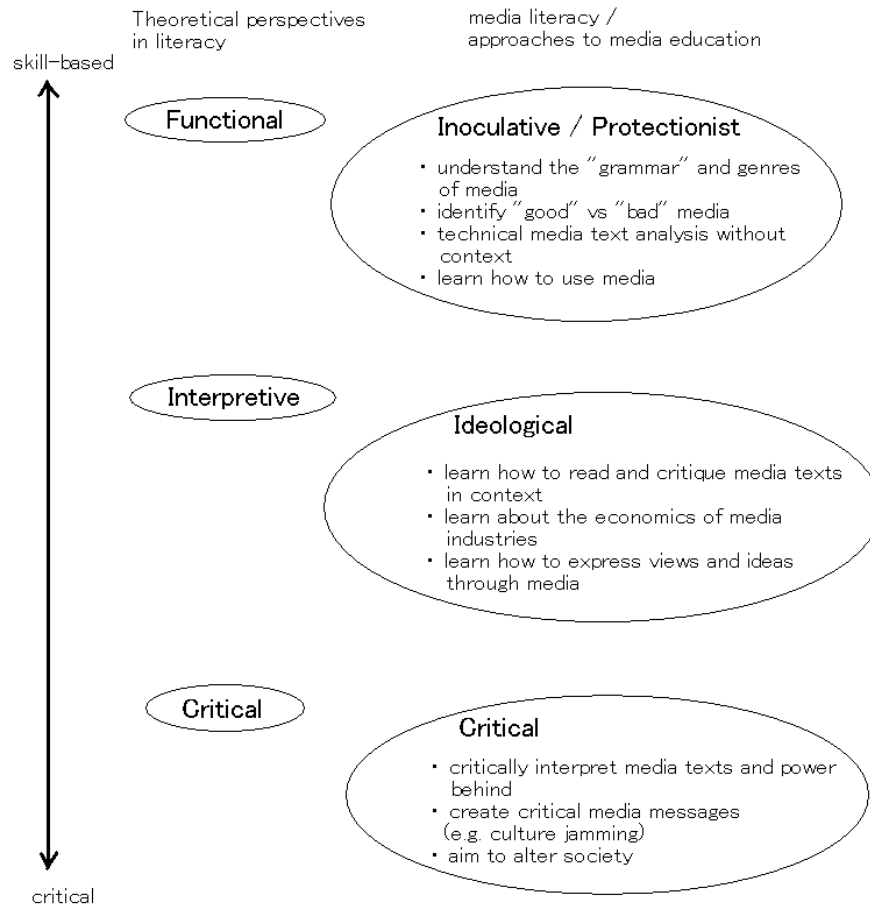 Theoretical perspectives
in literacy
media literacy /
approaches to media education
skill-based
Functional
Inoculative / Protectionist
・ understand the "grammar" and genres
of media
・ identify "good" vs "bad" media
・ technical media text analysis without
context
・ learn how to use media
Interpretive
Ideological
・ learn how to read and critique media texts
in context
・ learn about the economics of media
industries
・ learn how to express views and ideas
through media
Critical
Critical
・ critically interpret media texts and power
behind
・ create critical media messages
(e.g. culture jamming)
・ aim to alter society
critical